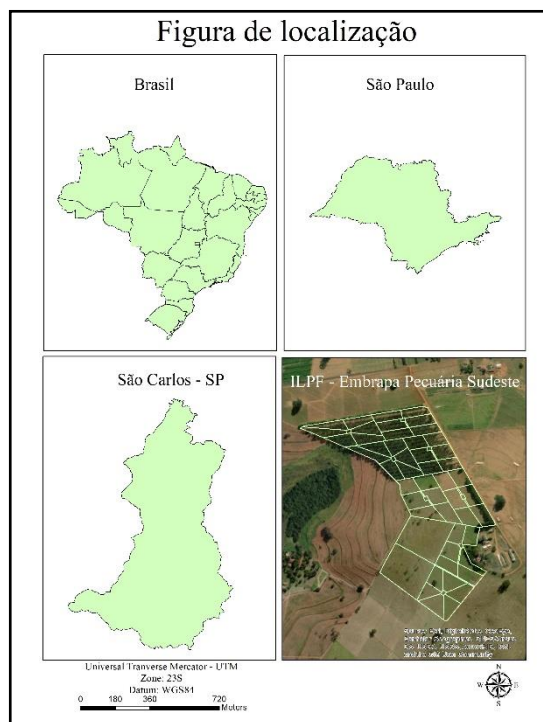 Figura de localização
Brasil
São Paulo
São Carlos - SP
ILPF - Embrapa Pecuária Sudeste
Universal Tranverse Mercator - UTM
Zone: 23S
Datum: WGS84
0 180 360 720
Meters
N
W E
S